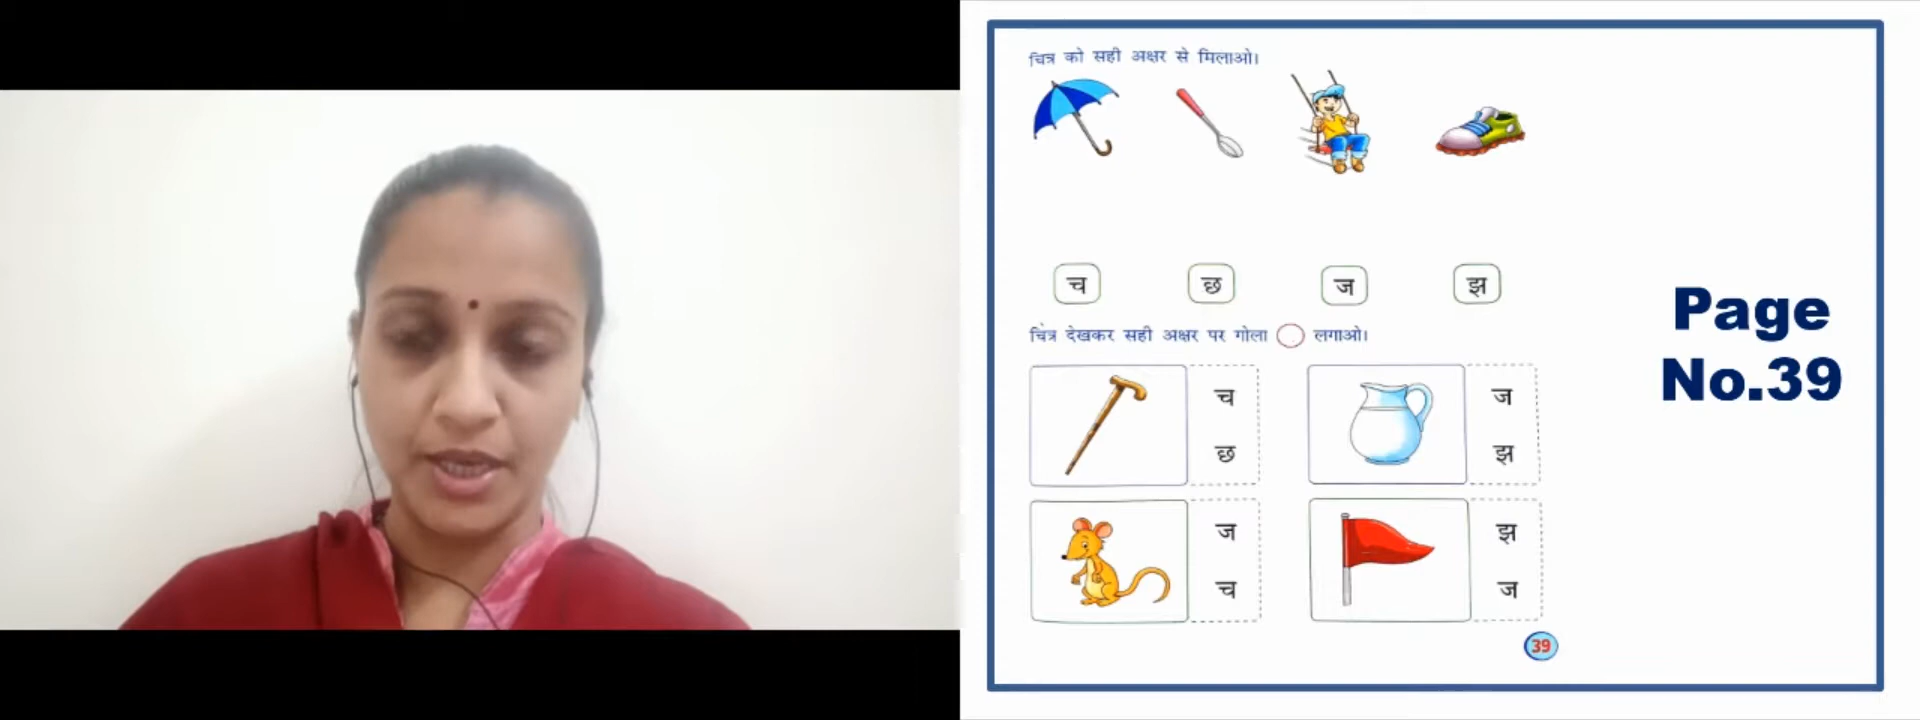 चित्र को सही अक्षर से मिलाओ।
च छ ज झ
चित्र देखकर सही अक्षर पर गोला लगाओ।
च
छ
ज
झ
ज
च
झ
ज
39
Page
No.39